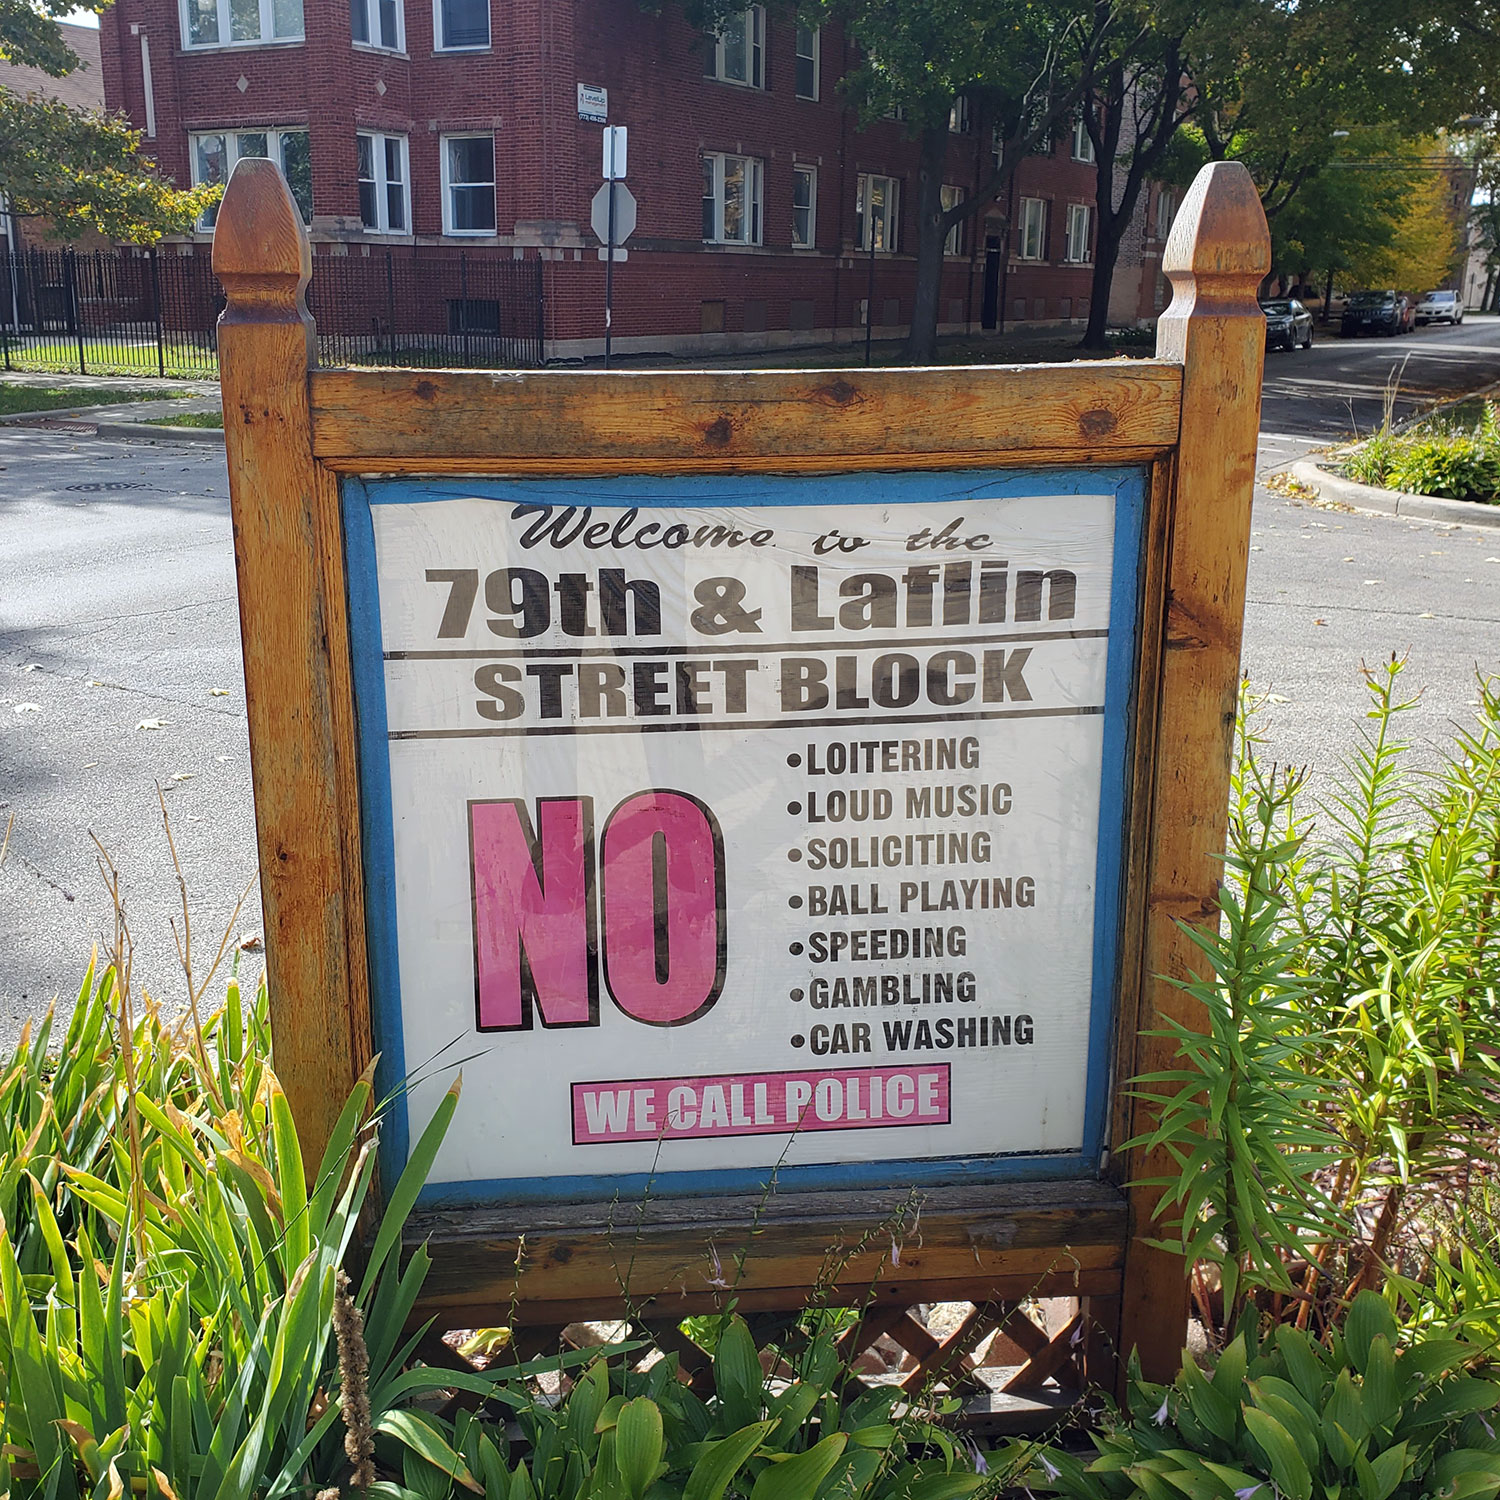 Welcome to the
79th & Laflin
STREET BLOCK
NO
•LOITERING
•LOUD MUSIC
•SOLICITING
•BALL PLAYING
•SPEEDING
•GAMBLING
•CAR WASHING
WE CALL POLICE